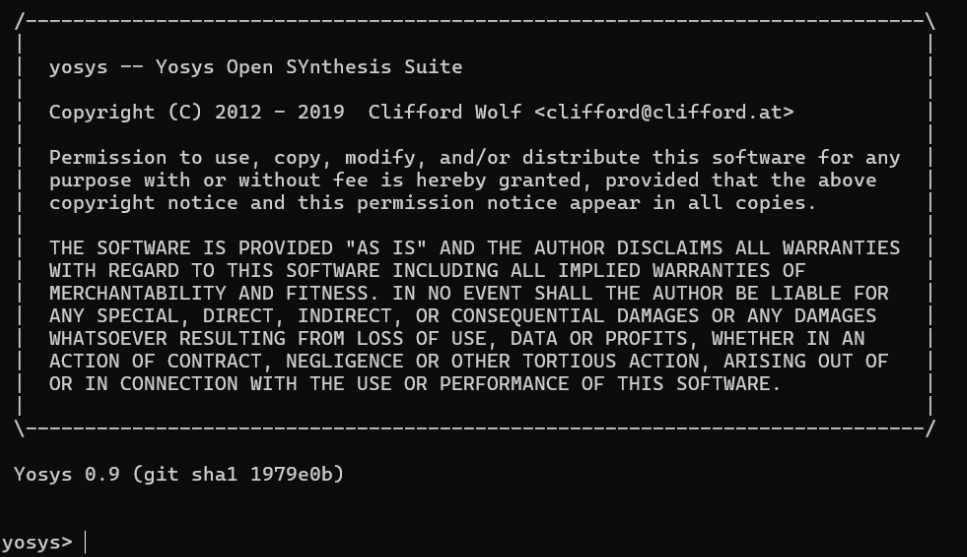 /----------------------------------------------------------------------------\
|                                                                            |
|  yosys -- Yosys Open SYnthesis Suite                                       |
|                                                                            |
|  Copyright (C) 2012 - 2019  Clifford Wolf <clifford@clifford.at>           |
|                                                                            |
|  Permission to use, copy, modify, and/or distribute this software for any  |
|  purpose with or without fee is hereby granted, provided that the above    |
|  copyright notice and this permission notice appear in all copies.         |
|                                                                            |
|  THE SOFTWARE IS PROVIDED "AS IS" AND THE AUTHOR DISCLAIMS ALL WARRANTIES  |
|  WITH REGARD TO THIS SOFTWARE INCLUDING ALL IMPLIED WARRANTIES OF          |
|  MERCHANTABILITY AND FITNESS. IN NO EVENT SHALL THE AUTHOR BE LIABLE FOR   |
|  ANY SPECIAL, DIRECT, INDIRECT, OR CONSEQUENTIAL DAMAGES OR ANY DAMAGES    |
|  WHATSOEVER RESULTING FROM LOSS OF USE, DATA OR PROFITS, WHETHER IN AN     |
|  ACTION OF CONTRACT, NEGLIGENCE OR OTHER TORTIOUS ACTION, ARISING OUT OF   |
|  OR IN CONNECTION WITH THE USE OR PERFORMANCE OF THIS SOFTWARE.            |
|                                                                            |
\----------------------------------------------------------------------------/
Yosys 0.9 (git sha1 1979e0b)
yosys>